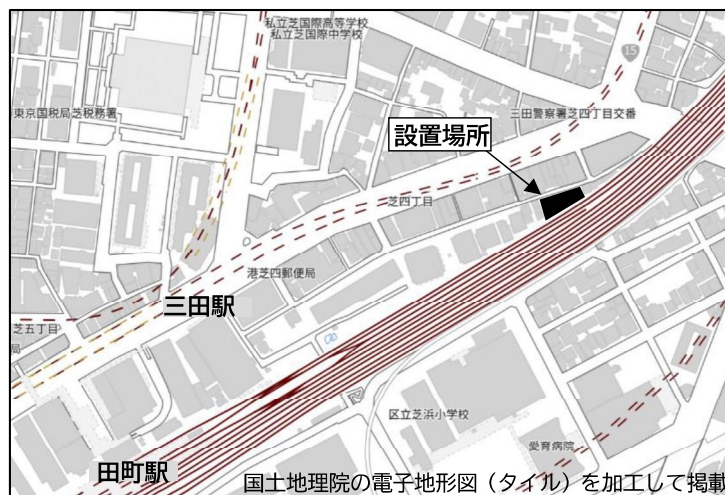 私立芝国際高等学校
私立芝国際中学校
15
東京国税局芝税務署
三田警察署芝四丁目交番
設置場所
芝四丁目
港芝四郵便局
三田駅
芝五丁目
局
区立芝浜小学校
愛育病院
田町駅
国土地理院の電子地形図（タイル）を加工して掲載